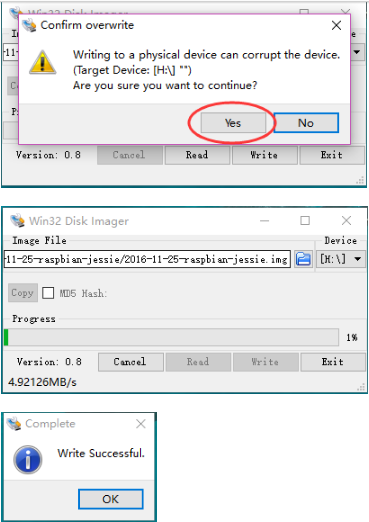 Win32 Disk Imager
Confirm overwrite
Writing to a physical device can corrupt the device.
(Target Device: [H:\] "")
Are you sure you want to continue?
Yes
No
Version: 0.8
Cancel
Read
Write
Exit
Win32 Disk Imager
Image File
Device
-11-25-raspbian-jessie/2016-11-25-raspbian-jessie.img
[H:\]
Copy
MD5 Hash:
Progress
1%
Version: 0.8
Cancel
Read
Write
Exit
4.92126MB/s
Complete
Write Successful.
OK